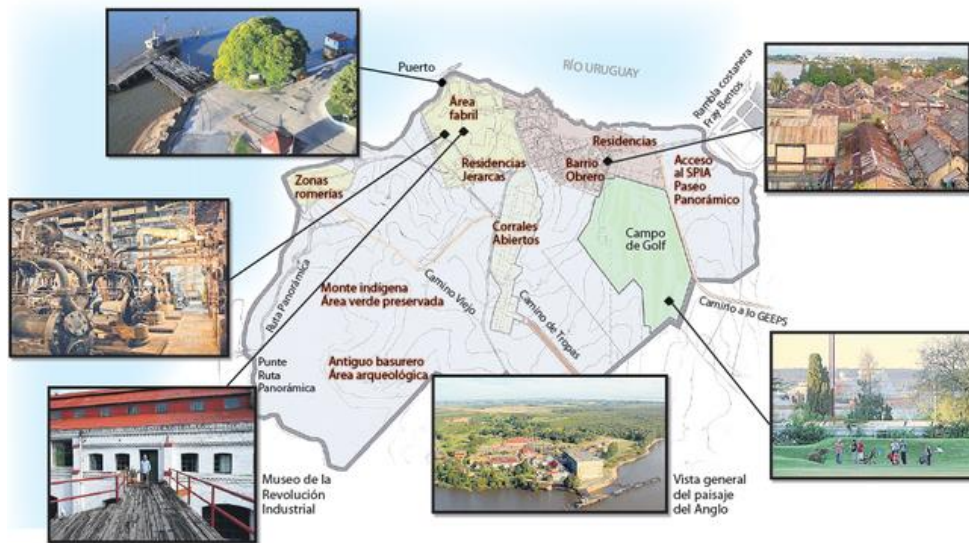 Puerto
RÍO URUGUAY
Rambla costanera
Fray Bentos
Área
fabril
Residencias
Residencias
Jerarcas
Barrio
Obrero
Acceso
al SPIA
Paseo
Panorámico
Zonas
romerías
Corrales
Abiertos
Campo
de Golf
Ruta Panorámica
Monte indígena
Área verde preservada
Camino Viejo
Camino de Tropas
Camino a lo GEEPS
Punte
Ruta
Panorámica
Antiguo basurero
Área arqueológica
Museo de la
Revolución
Industrial
Vista general
del paisaje
del Anglo